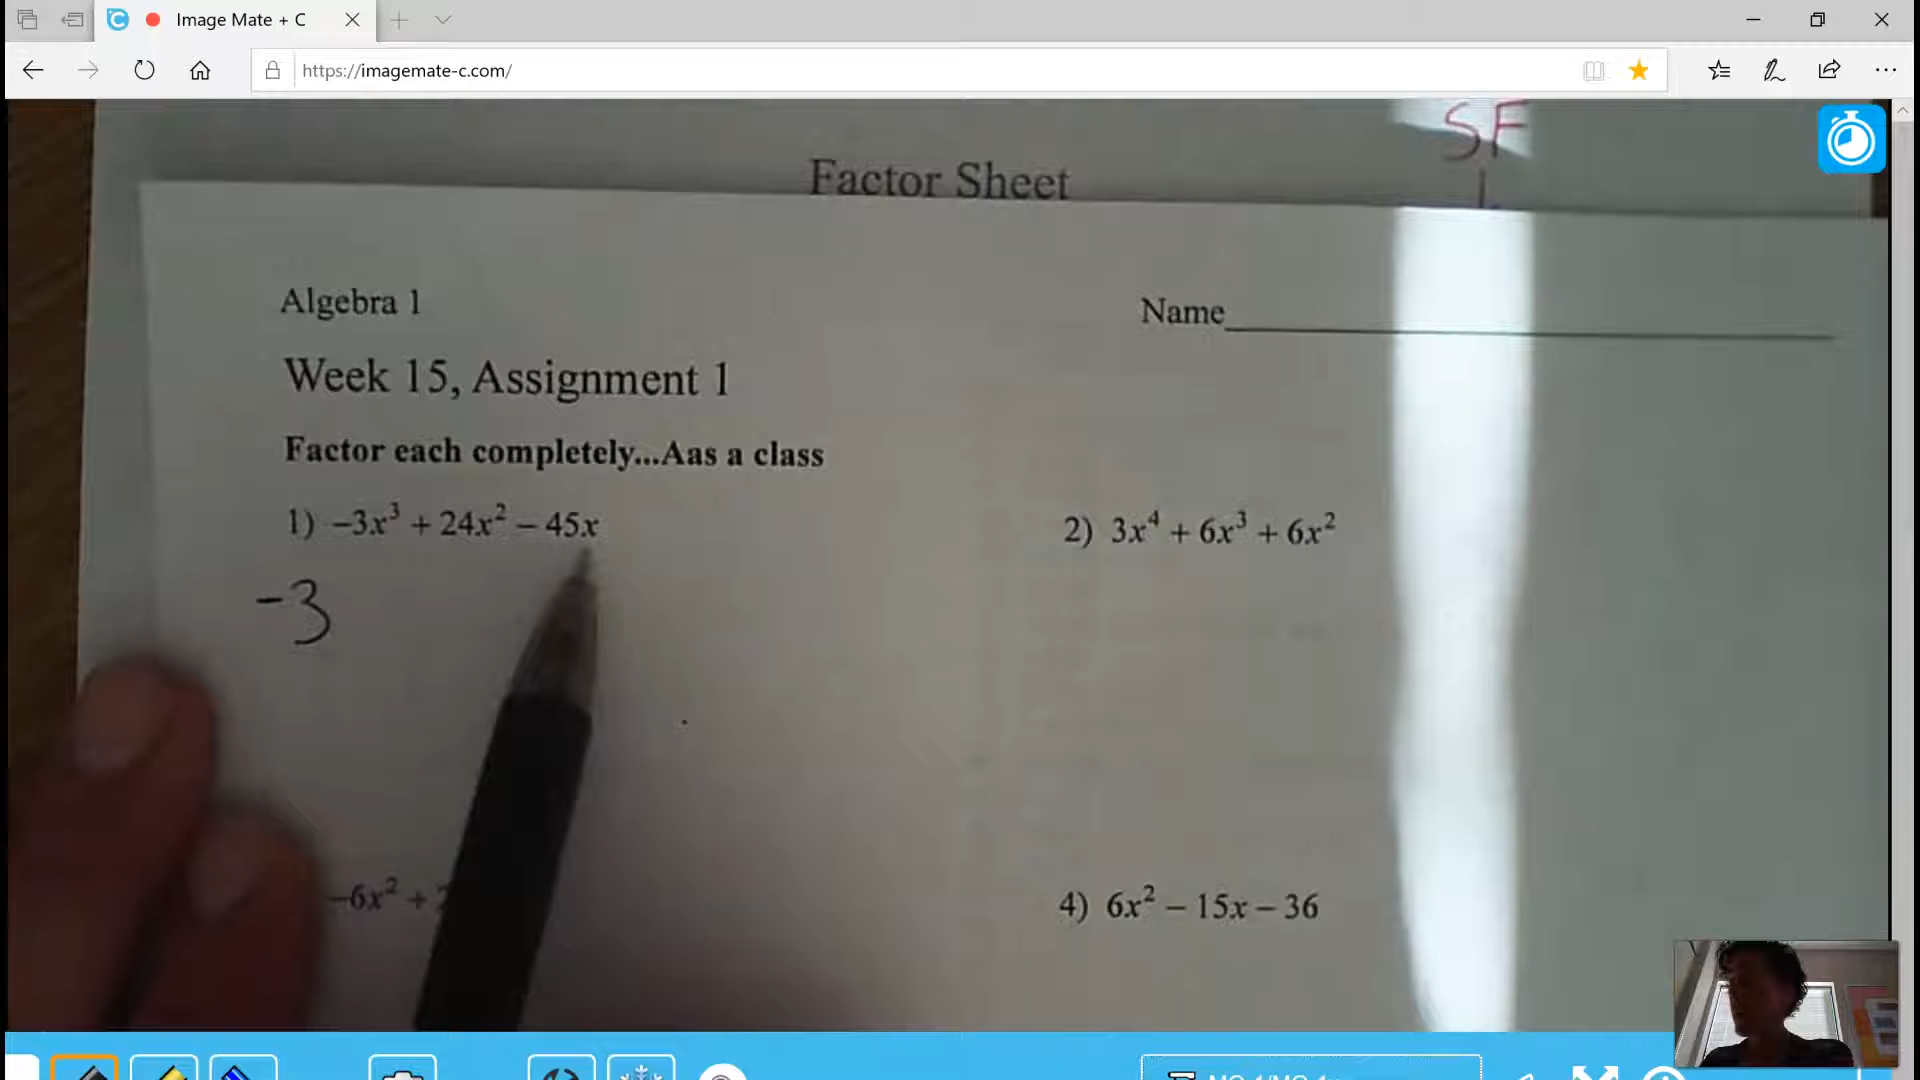 Image Mate + C
https://imagemate-c.com/
SF
Factor Sheet
Algebra 1
Name
Week 15, Assignment 1
Factor each completely...Aas a class
1) −3x³ + 24x² − 45x
2) 3x⁴ + 6x³ + 6x²
-3
−6x² +
4) 6x² − 15x − 36